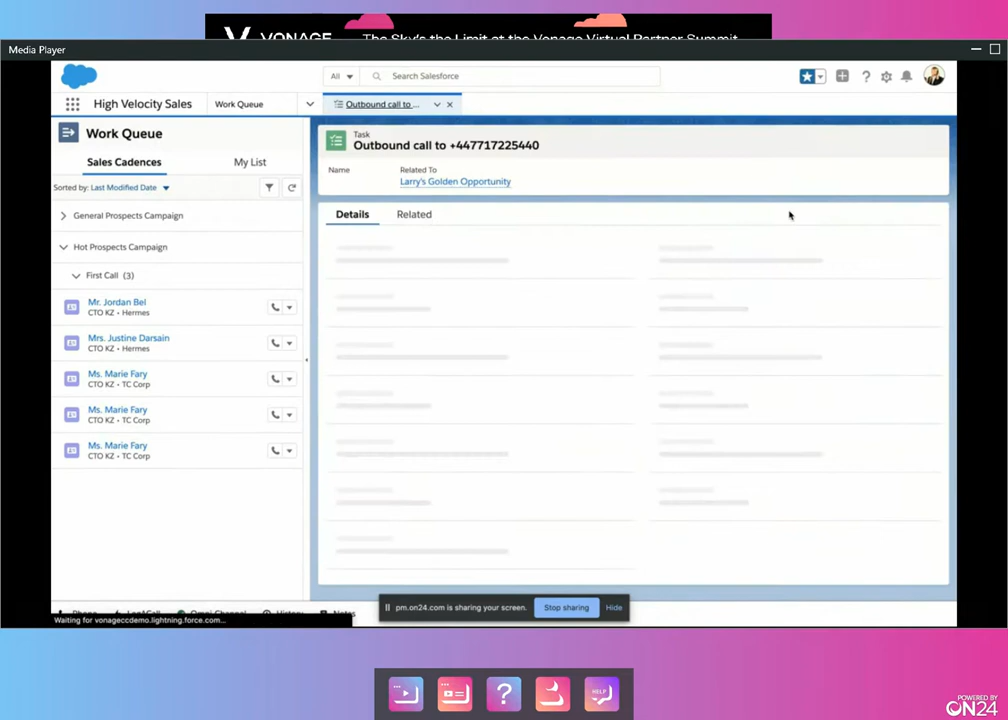 VONAGE The Sky's the Limit at the Vonage Virtual Partner Summit
Media Player
All Search Salesforce
High Velocity Sales Work Queue Outbound call to ...
Work Queue
Sales Cadences My List
Sorted by: Last Modified Date
General Prospects Campaign
Hot Prospects Campaign
First Call (3)
Mr. Jordan Bel
CTO KZ • Hermes
Mrs. Justine Darsain
CTO KZ • Hermes
Ms. Marie Fary
CTO KZ • TC Corp
Ms. Marie Fary
CTO KZ • TC Corp
Ms. Marie Fary
CTO KZ • TC Corp
Task
Outbound call to +447717225440
Name Related To
Larry's Golden Opportunity
Details Related
Phone Log A Call Omni-Channel History Notes
pm.on24.com is sharing your screen. Stop sharing Hide
Waiting for vonageccdemo.lightning.force.com...
HELP
POWERED BY
ON24